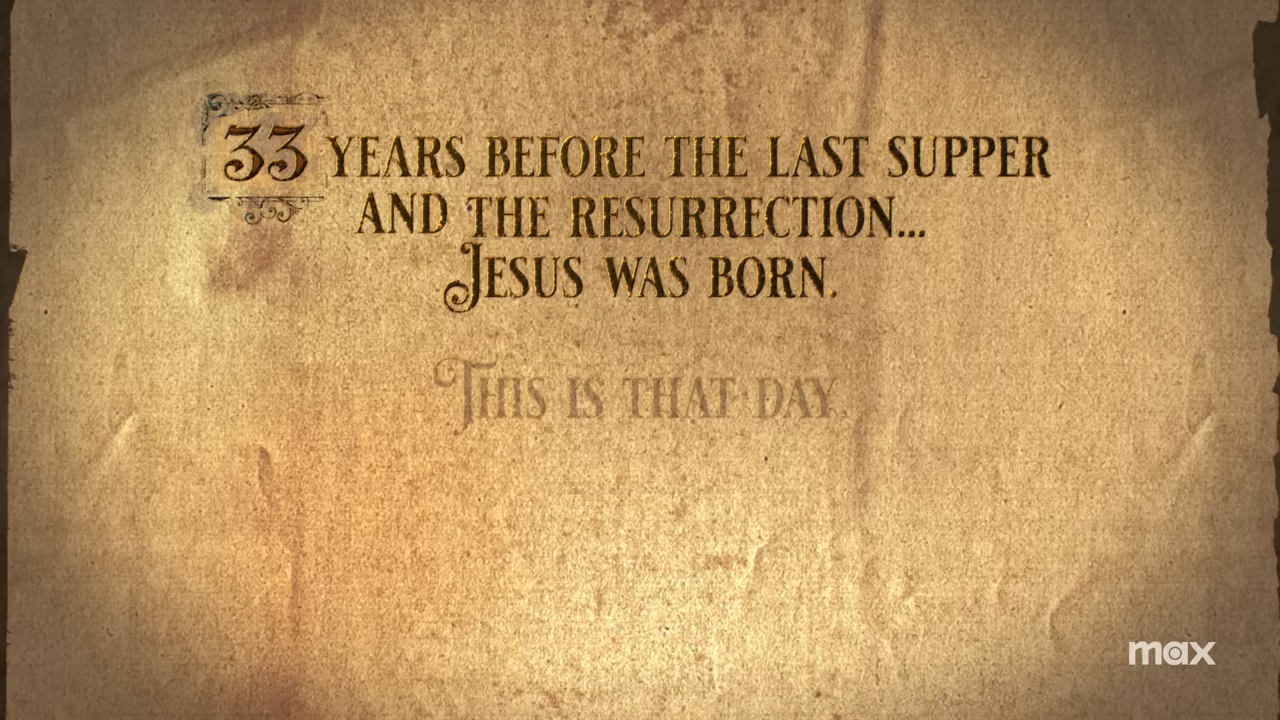 33 YEARS BEFORE THE LAST SUPPER
AND THE RESURRECTION...
JESUS WAS BORN.
THIS IS THAT DAY.
max